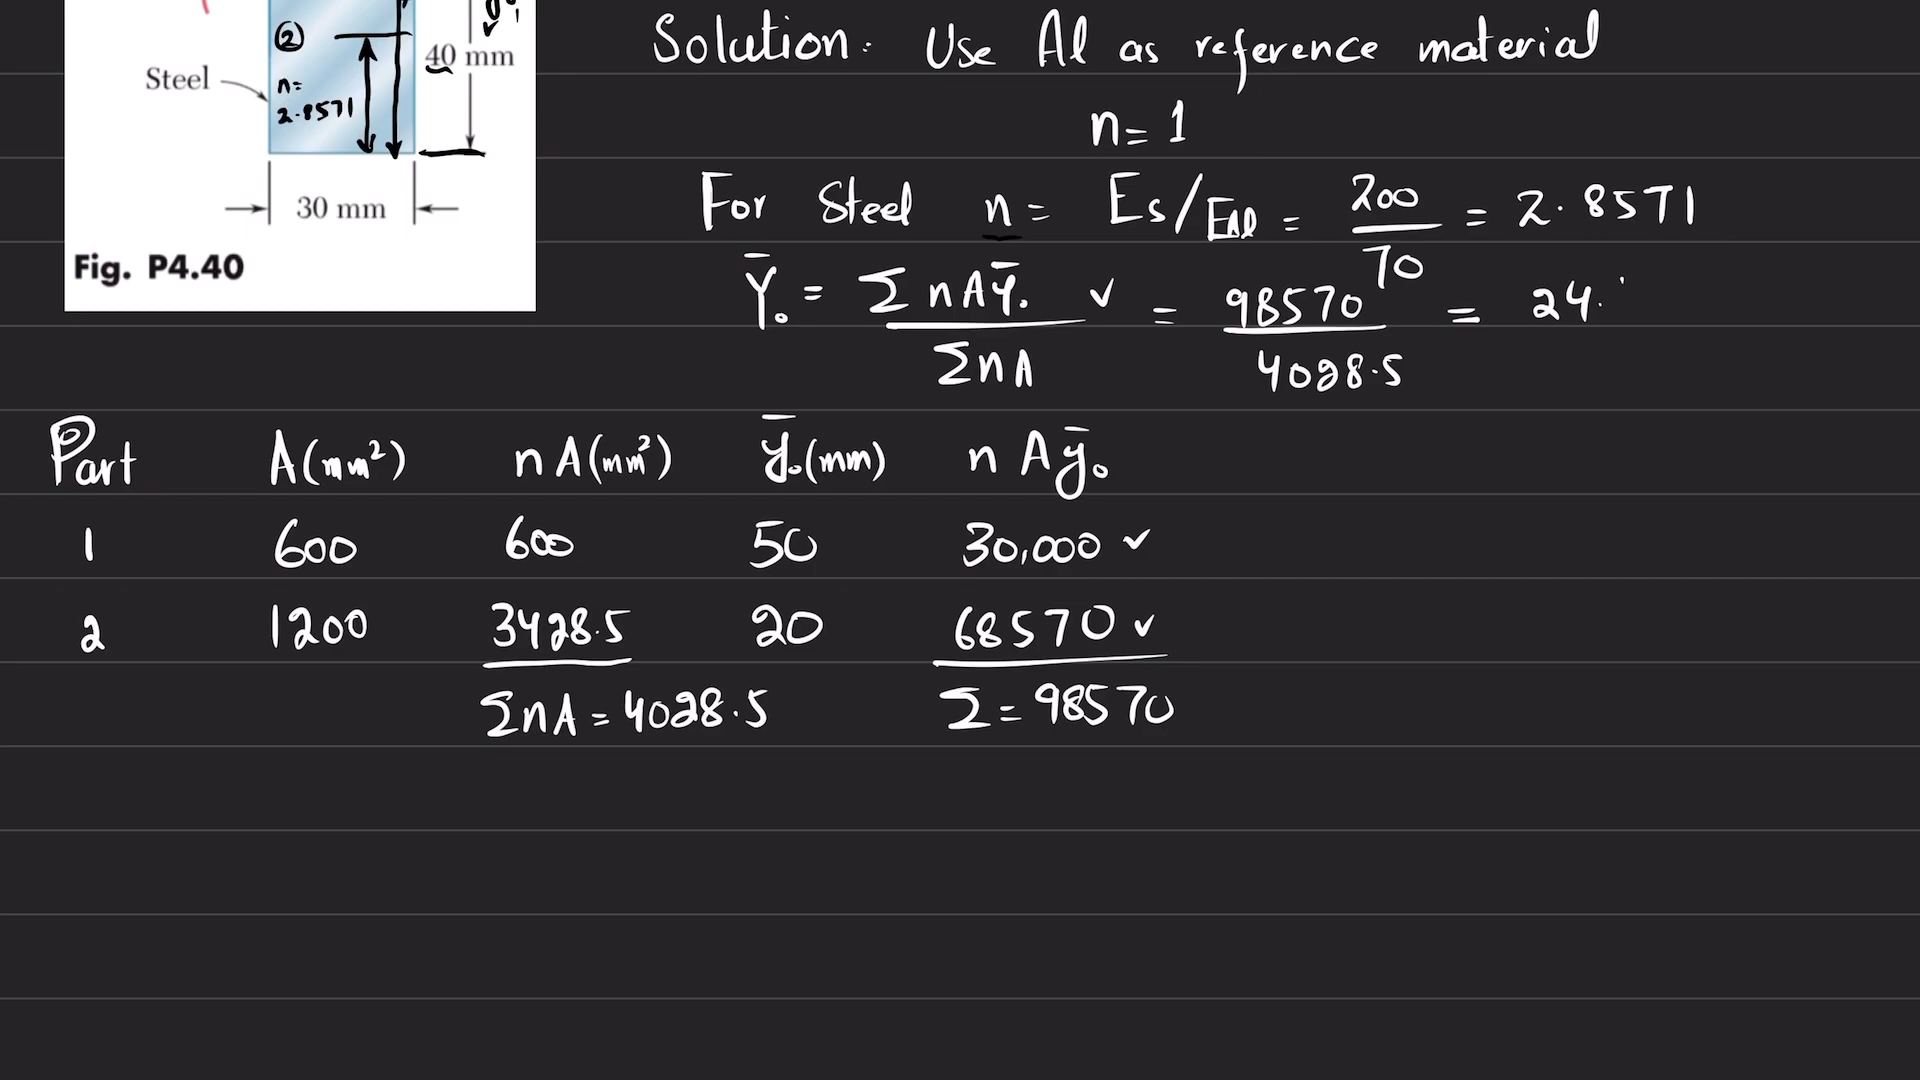 ②
Steel
n=
2.8571
40 mm
30 mm
Fig. P4.40
Solution: Use Al as reference material
n = 1
For Steel n = Es/EAl = 200/70 = 2.8571
Ȳₒ = ΣnAȳₒ / ΣnA ✓ = 98570 / 4028.5 = 24.
Part A(mm²) nA(mm²) ȳₒ(mm) nAȳₒ
1 600 600 50 30,000 ✓
2 1200 3428.5 20 68570 ✓
ΣnA = 4028.5 Σ = 98570